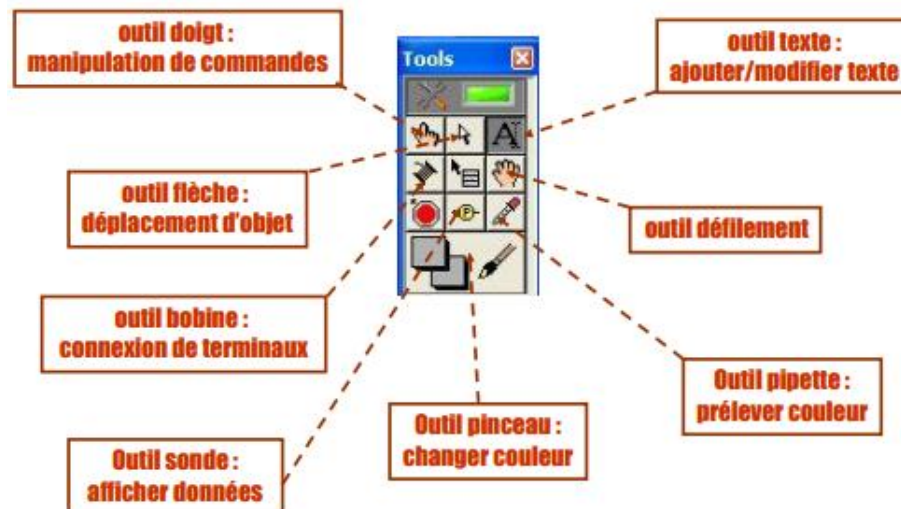 outil doigt :
manipulation de commandes
Tools
outil texte :
ajouter/modifier texte
A
outil flèche :
déplacement d'objet
P
outil défilement
outil bobine :
connexion de terminaux
Outil pipette :
prélever couleur
Outil pinceau :
changer couleur
Outil sonde :
afficher données